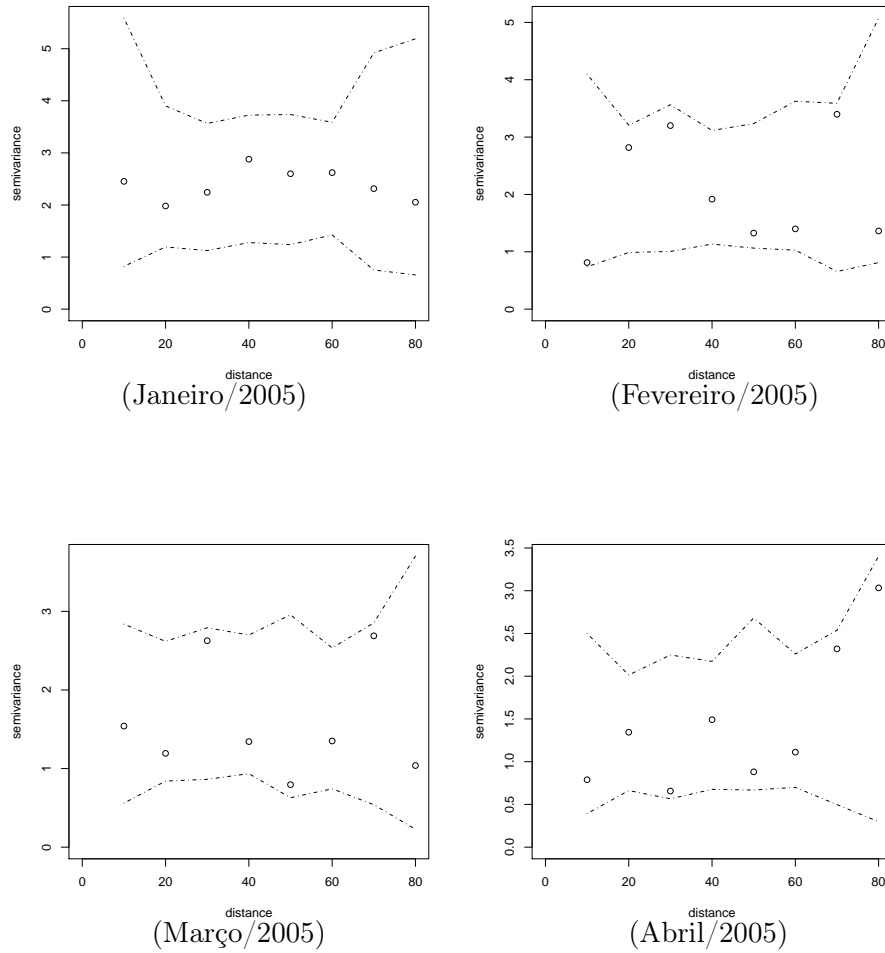 semivariance
5
4
3
2
1
0
0 20 40 60 80
distance
(Janeiro/2005)
semivariance
5
4
3
2
1
0
0 20 40 60 80
distance
(Fevereiro/2005)
semivariance
3
2
1
0
0 20 40 60 80
distance
(Março/2005)
semivariance
3.5
3.0
2.5
2.0
1.5
1.0
0.5
0.0
0 20 40 60 80
distance
(Abril/2005)